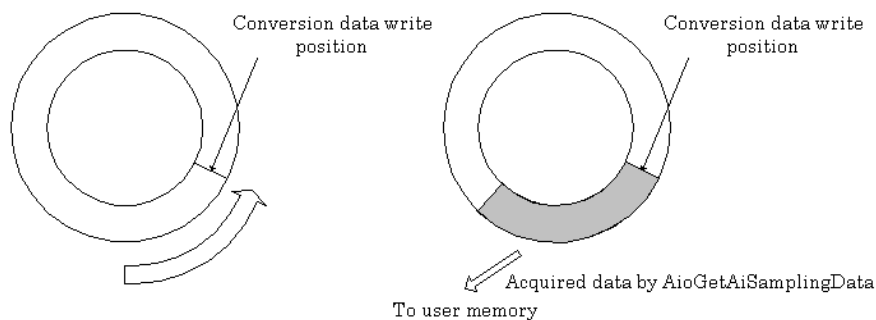 Conversion data write
position
Conversion data write
position
Acquired data by AioGetAiSamplingData
To user memory